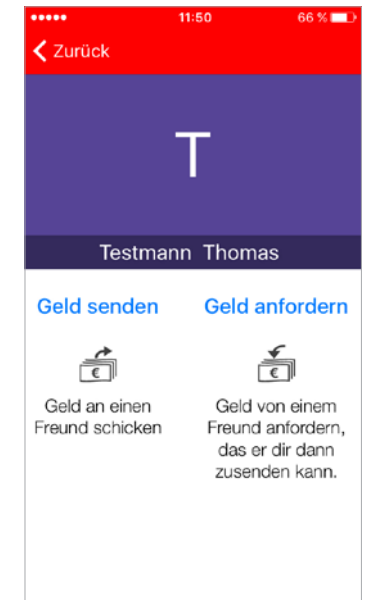 11:50 66 %
Zurück
T
Testmann Thomas
Geld senden Geld anfordern
€ €
Geld an einen
Freund schicken
Geld von einem
Freund anfordern,
das er dir dann
zusenden kann.